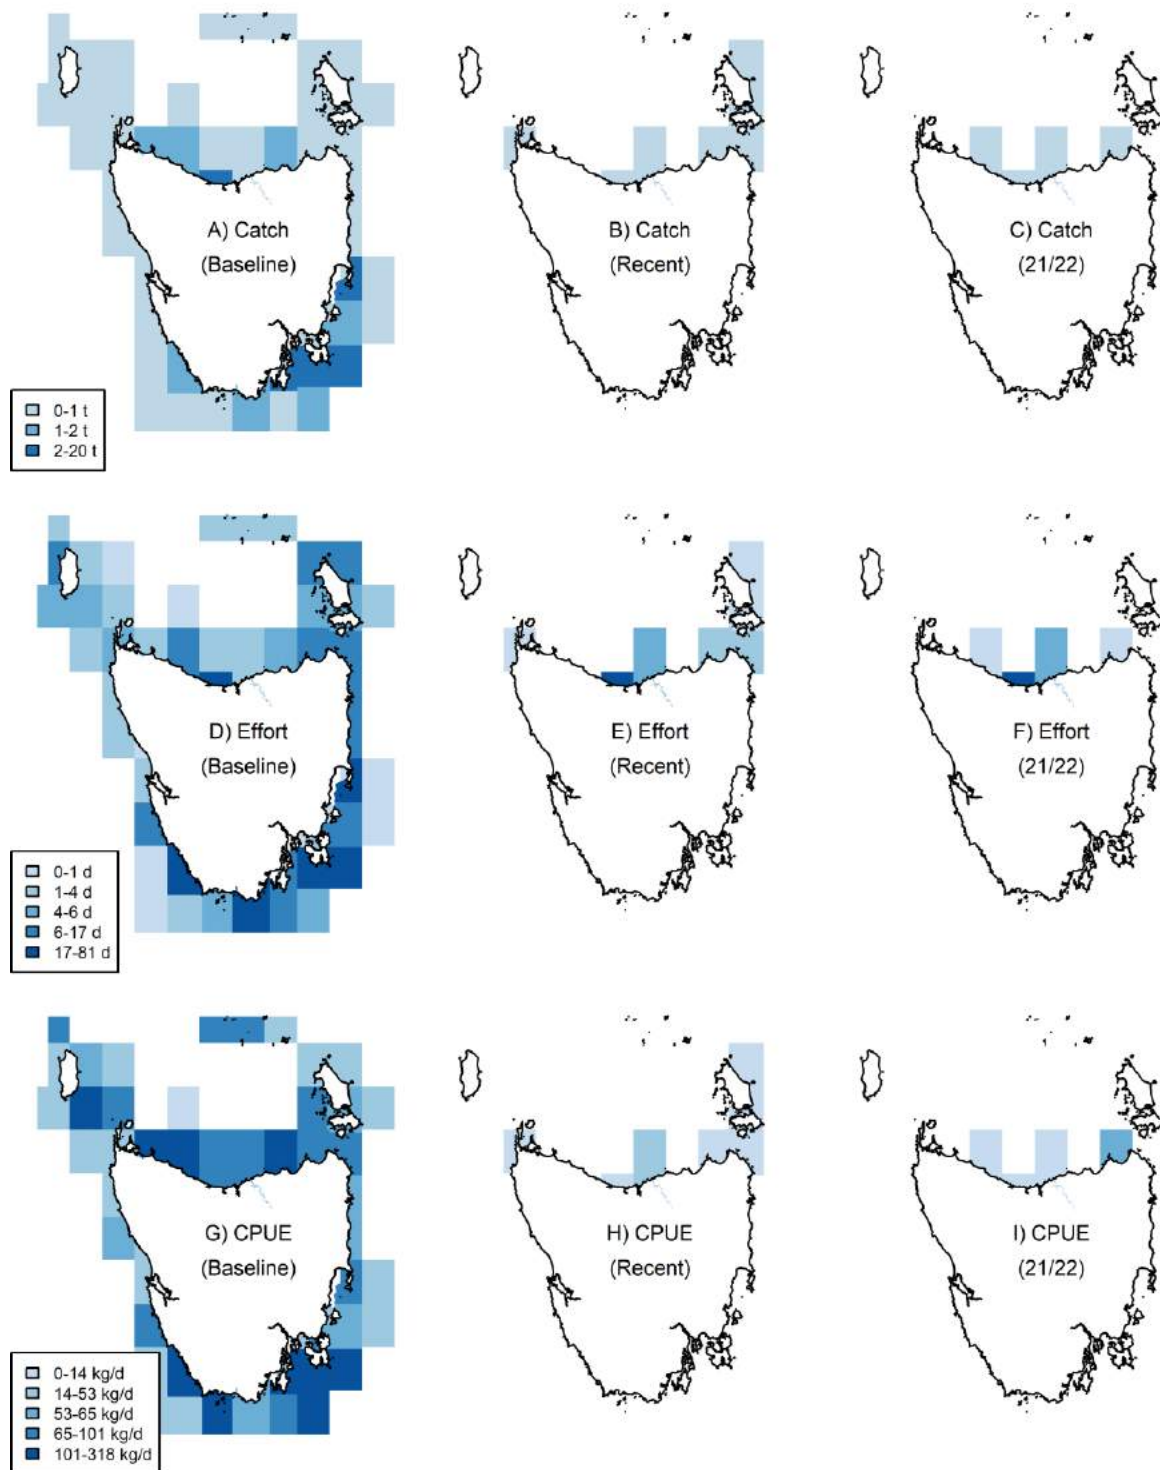 A) Catch
(Baseline)
B) Catch
(Recent)
C) Catch
(21/22)
0-1 t
1-2 t
2-20 t
D) Effort
(Baseline)
E) Effort
(Recent)
F) Effort
(21/22)
0-1 d
1-4 d
4-6 d
6-17 d
17-81 d
G) CPUE
(Baseline)
H) CPUE
(Recent)
I) CPUE
(21/22)
0-14 kg/d
14-53 kg/d
53-65 kg/d
65-101 kg/d
101-318 kg/d